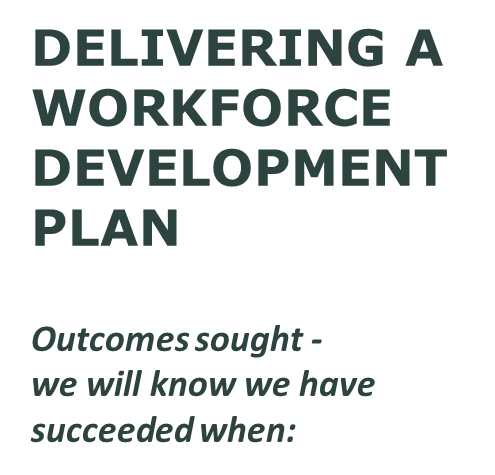 DELIVERING A
WORKFORCE
DEVELOPMENT
PLAN
Outcomes sought -
we will know we have
succeeded when: